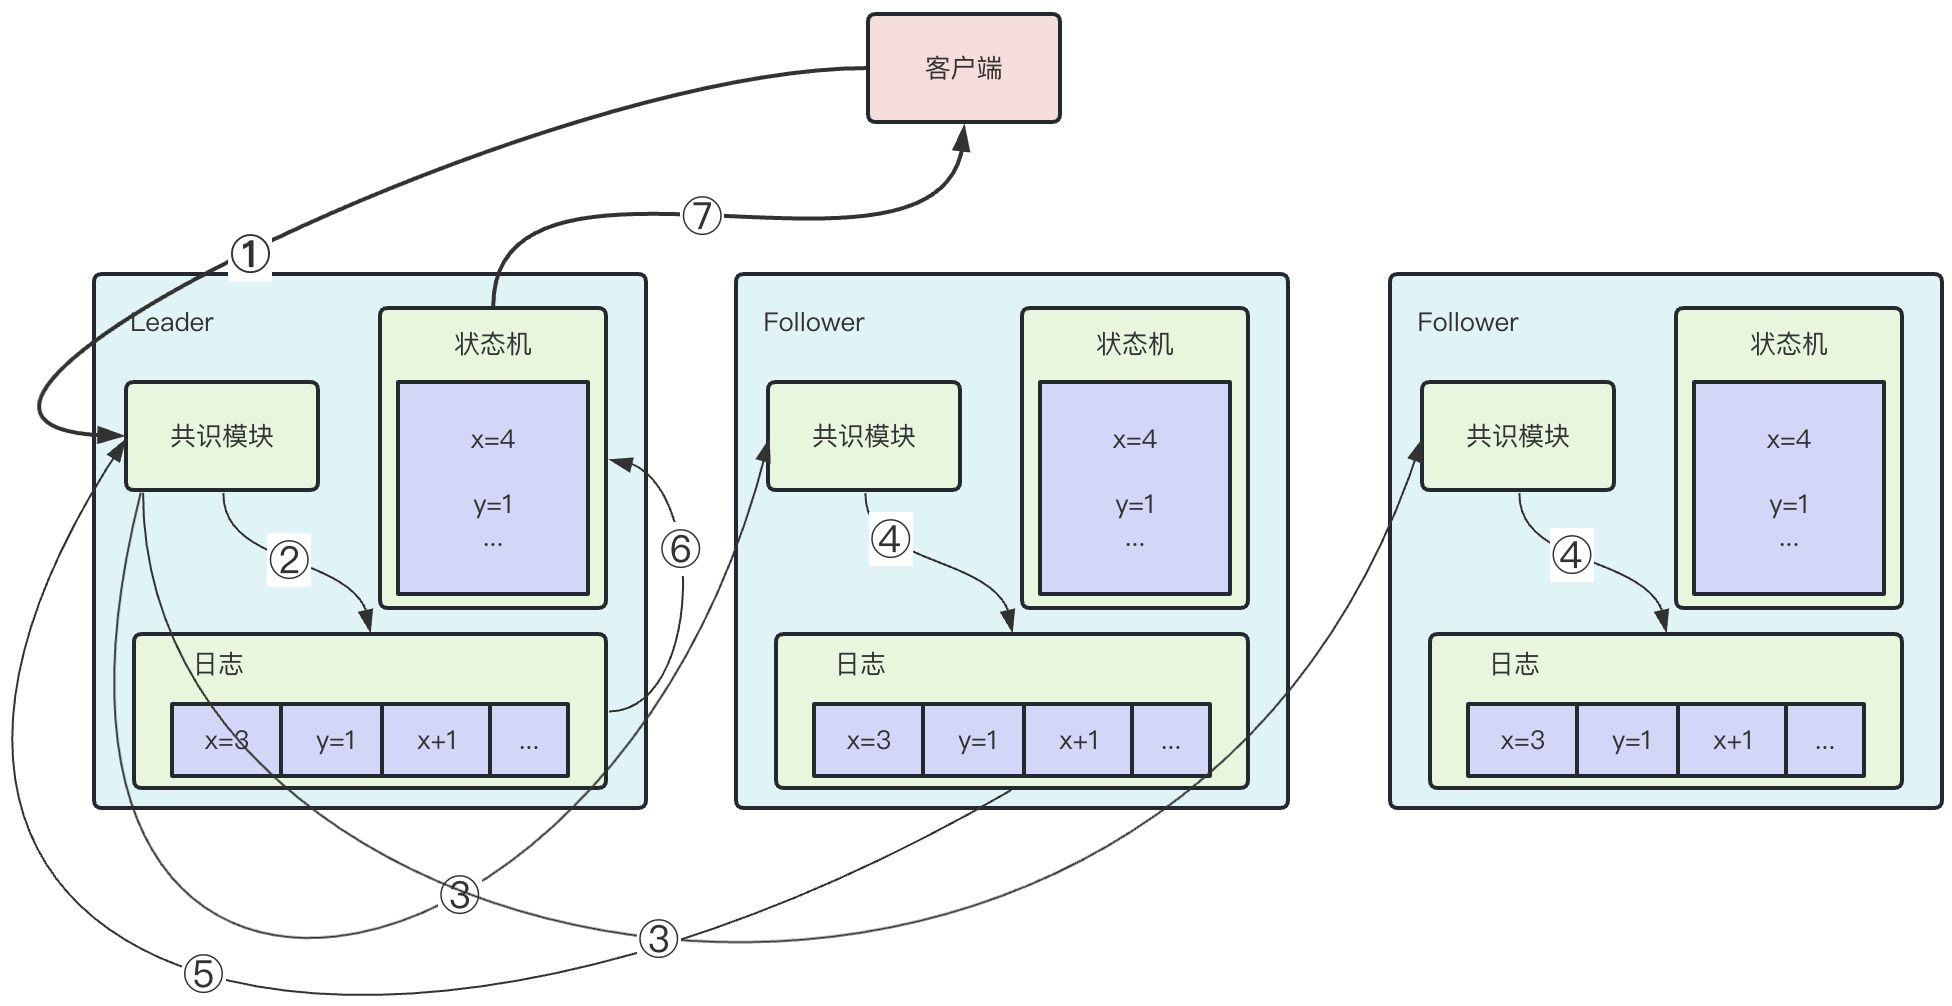 客户端
⑦
①
Leader
状态机
共识模块
x=4
y=1
...
②
⑥
日志
x=3 y=1 x+1 ...
Follower
状态机
共识模块
x=4
y=1
...
④
日志
x=3 y=1 x+1 ...
Follower
状态机
共识模块
x=4
y=1
...
④
日志
x=3 y=1 x+1 ...
③
③
⑤